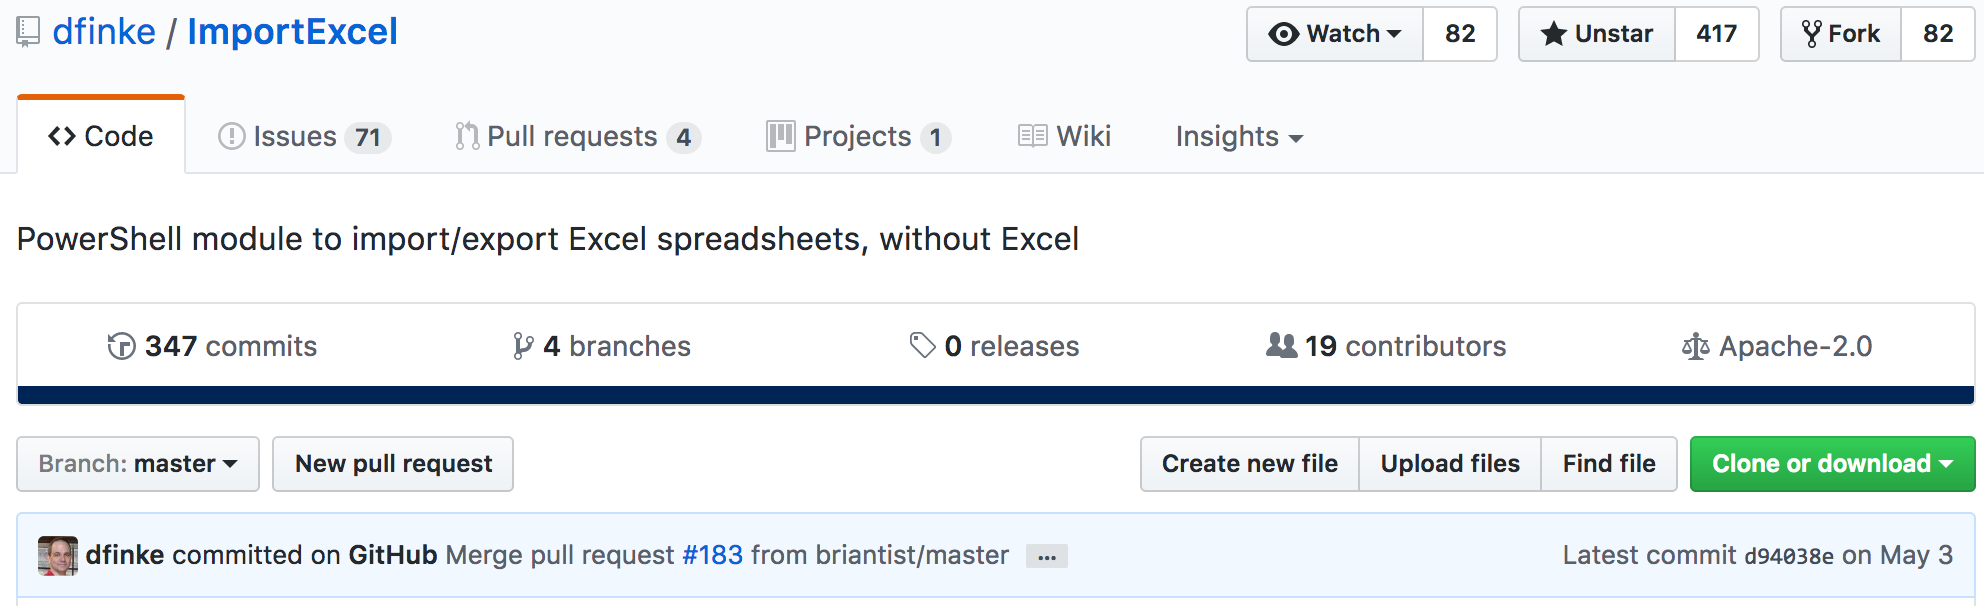 dfinke / ImportExcel
Watch 82 Unstar 417 Fork 82
Code Issues 71 Pull requests 4 Projects 1 Wiki Insights
PowerShell module to import/export Excel spreadsheets, without Excel
347 commits 4 branches 0 releases 19 contributors Apache-2.0
Branch: master New pull request Create new file Upload files Find file Clone or download
dfinke committed on GitHub Merge pull request #183 from briantist/master ... Latest commit d94038e on May 3